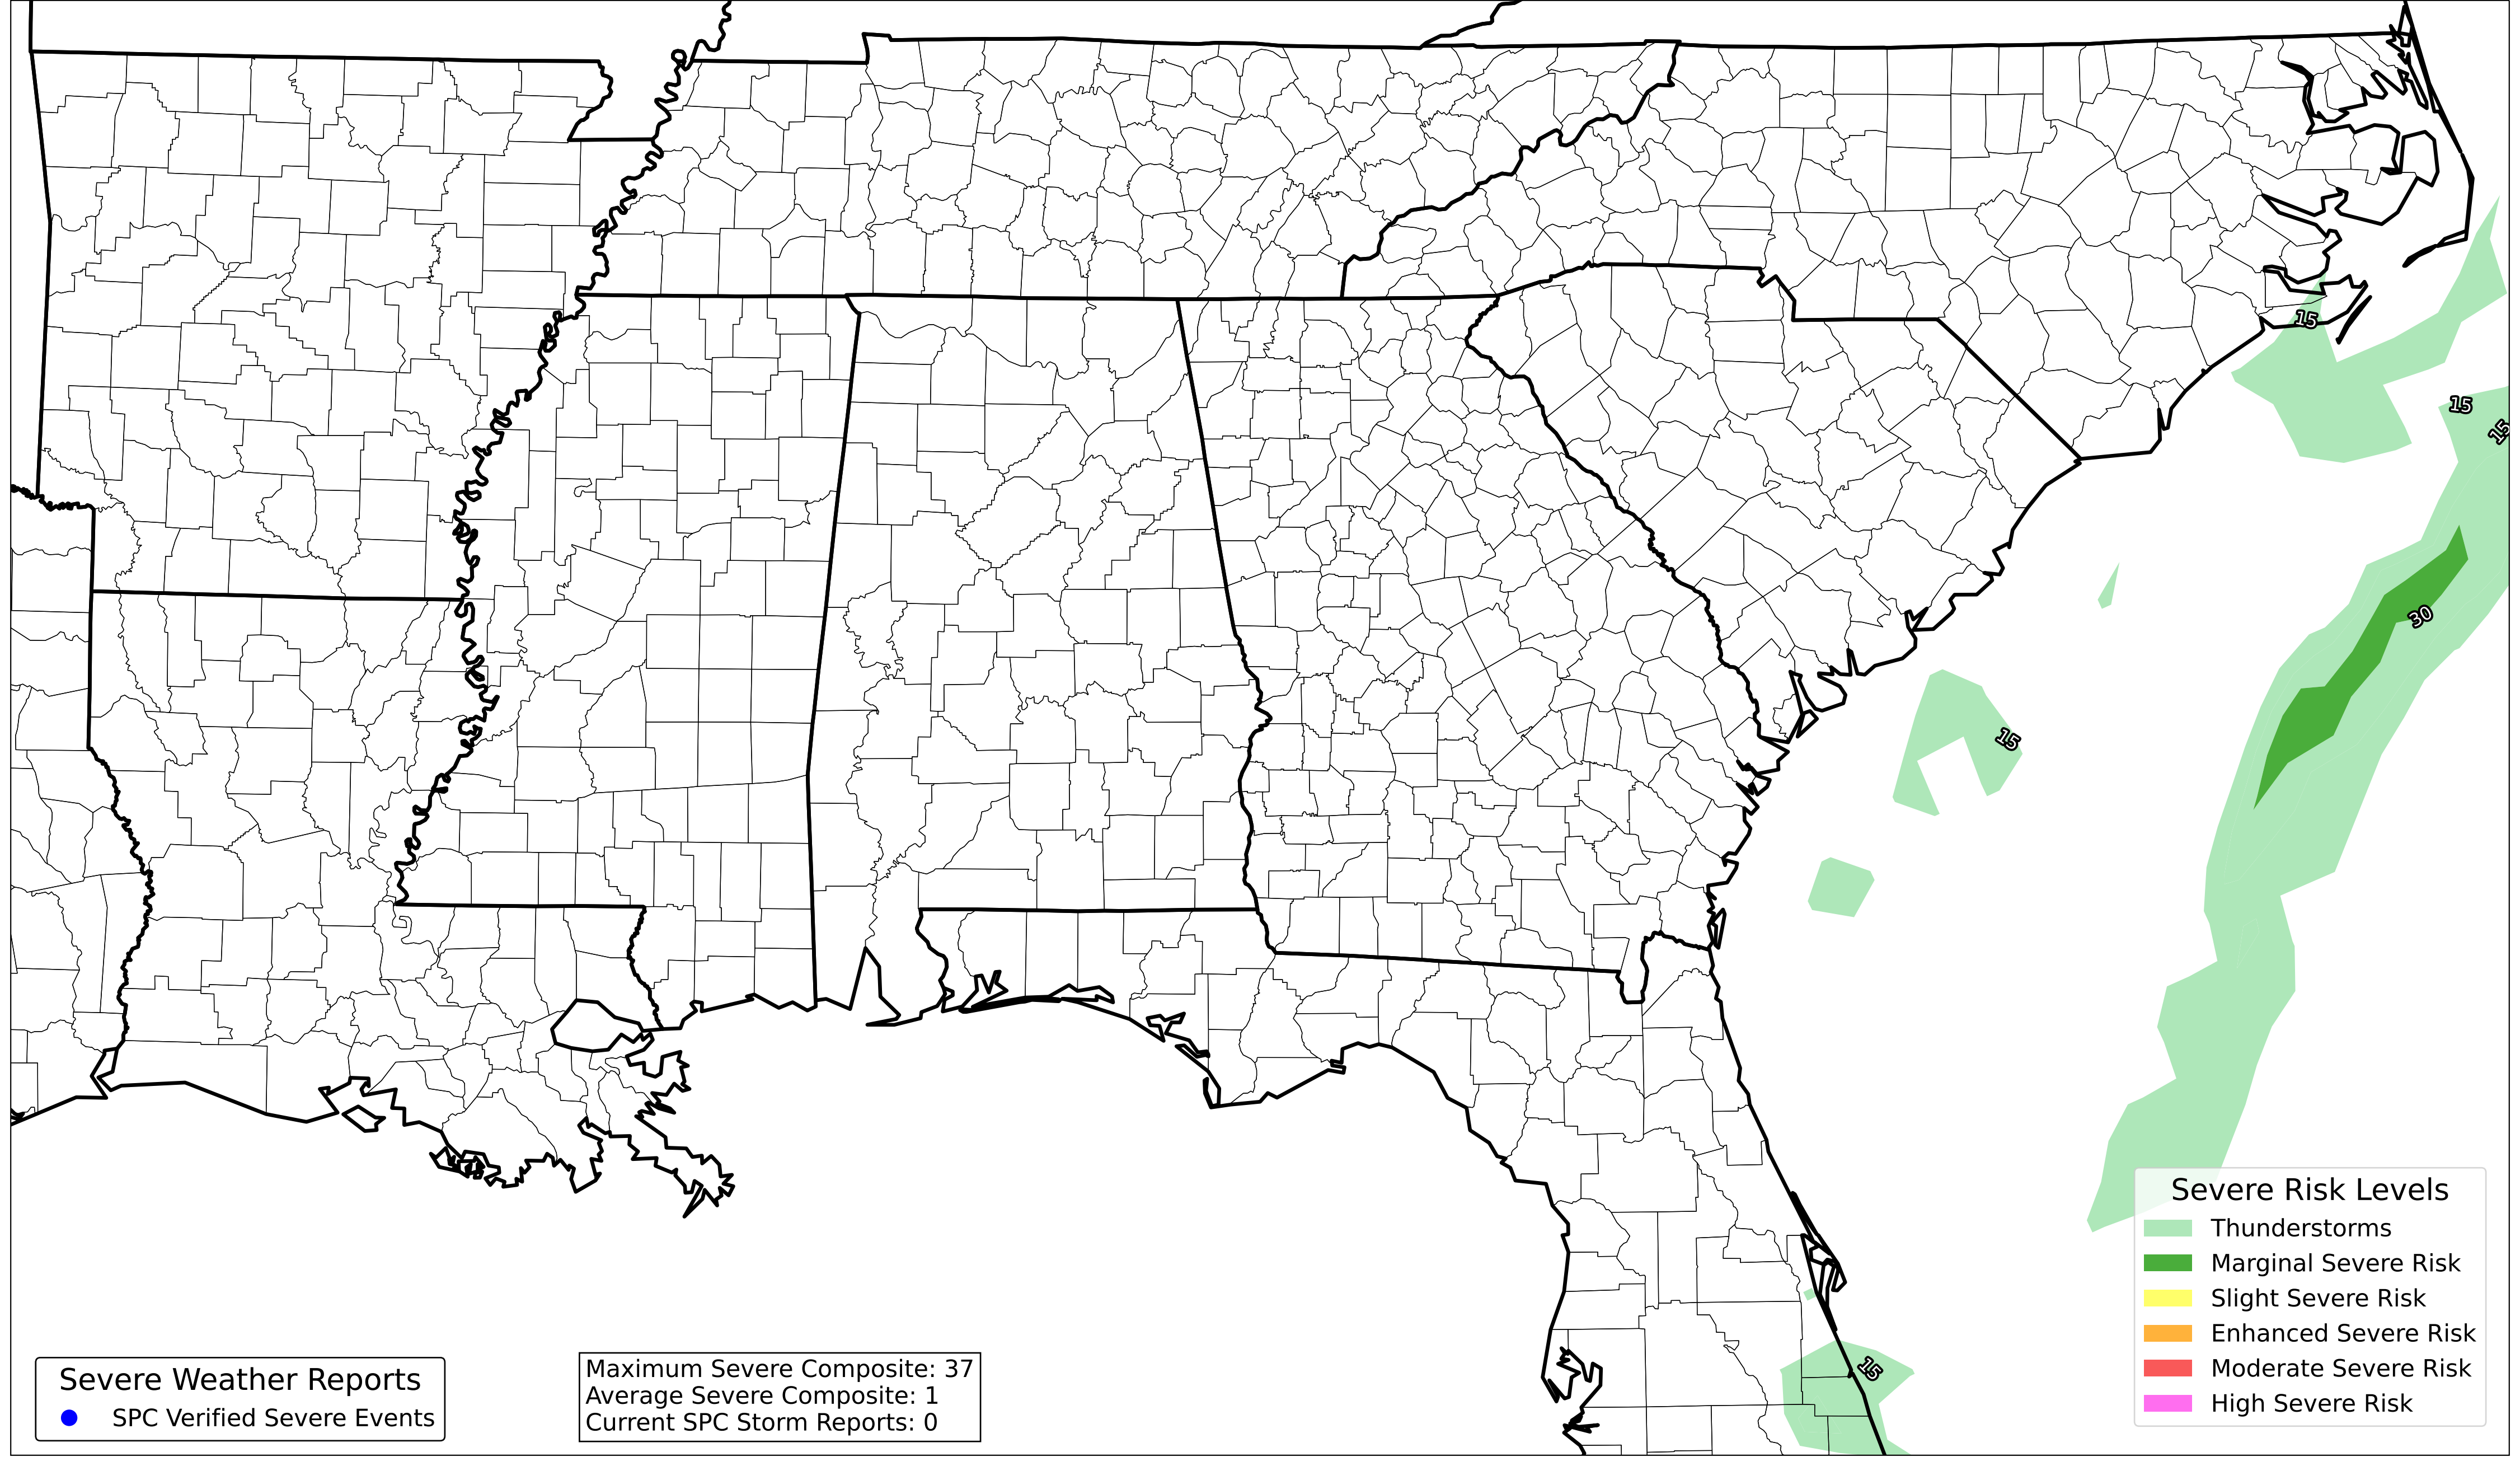 15
15
15
30
15
15
Severe Risk Levels
Thunderstorms
Marginal Severe Risk
Slight Severe Risk
Enhanced Severe Risk
Moderate Severe Risk
High Severe Risk
Severe Weather Reports
SPC Verified Severe Events
Maximum Severe Composite: 37
Average Severe Composite: 1
Current SPC Storm Reports: 0